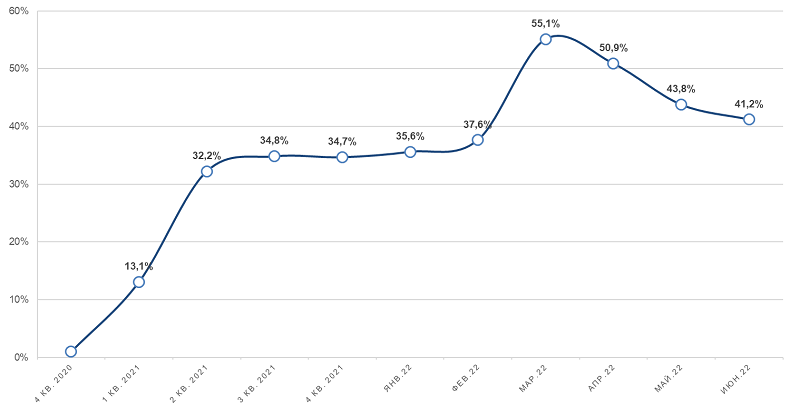 60%
50%
40%
30%
20%
10%
0%
13,1%
32,2%
34,8%
34,7%
35,6%
37,6%
55,1%
50,9%
43,8%
41,2%
4 КВ. 2020
1 КВ. 2021
2 КВ. 2021
3 КВ. 2021
4 КВ. 2021
ЯНВ.22
ФЕВ.22
МАР.22
АПР.22
МАЙ.22
ИЮН.22